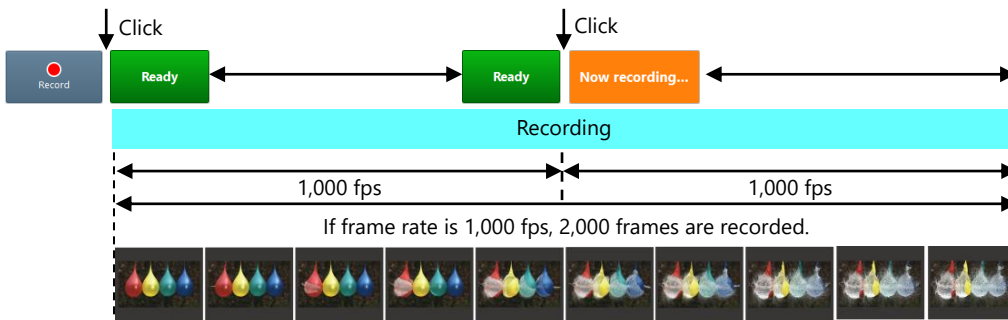 Click
Click
Record
Ready
Ready
Now recording...
Recording
1,000 fps
1,000 fps
If frame rate is 1,000 fps, 2,000 frames are recorded.